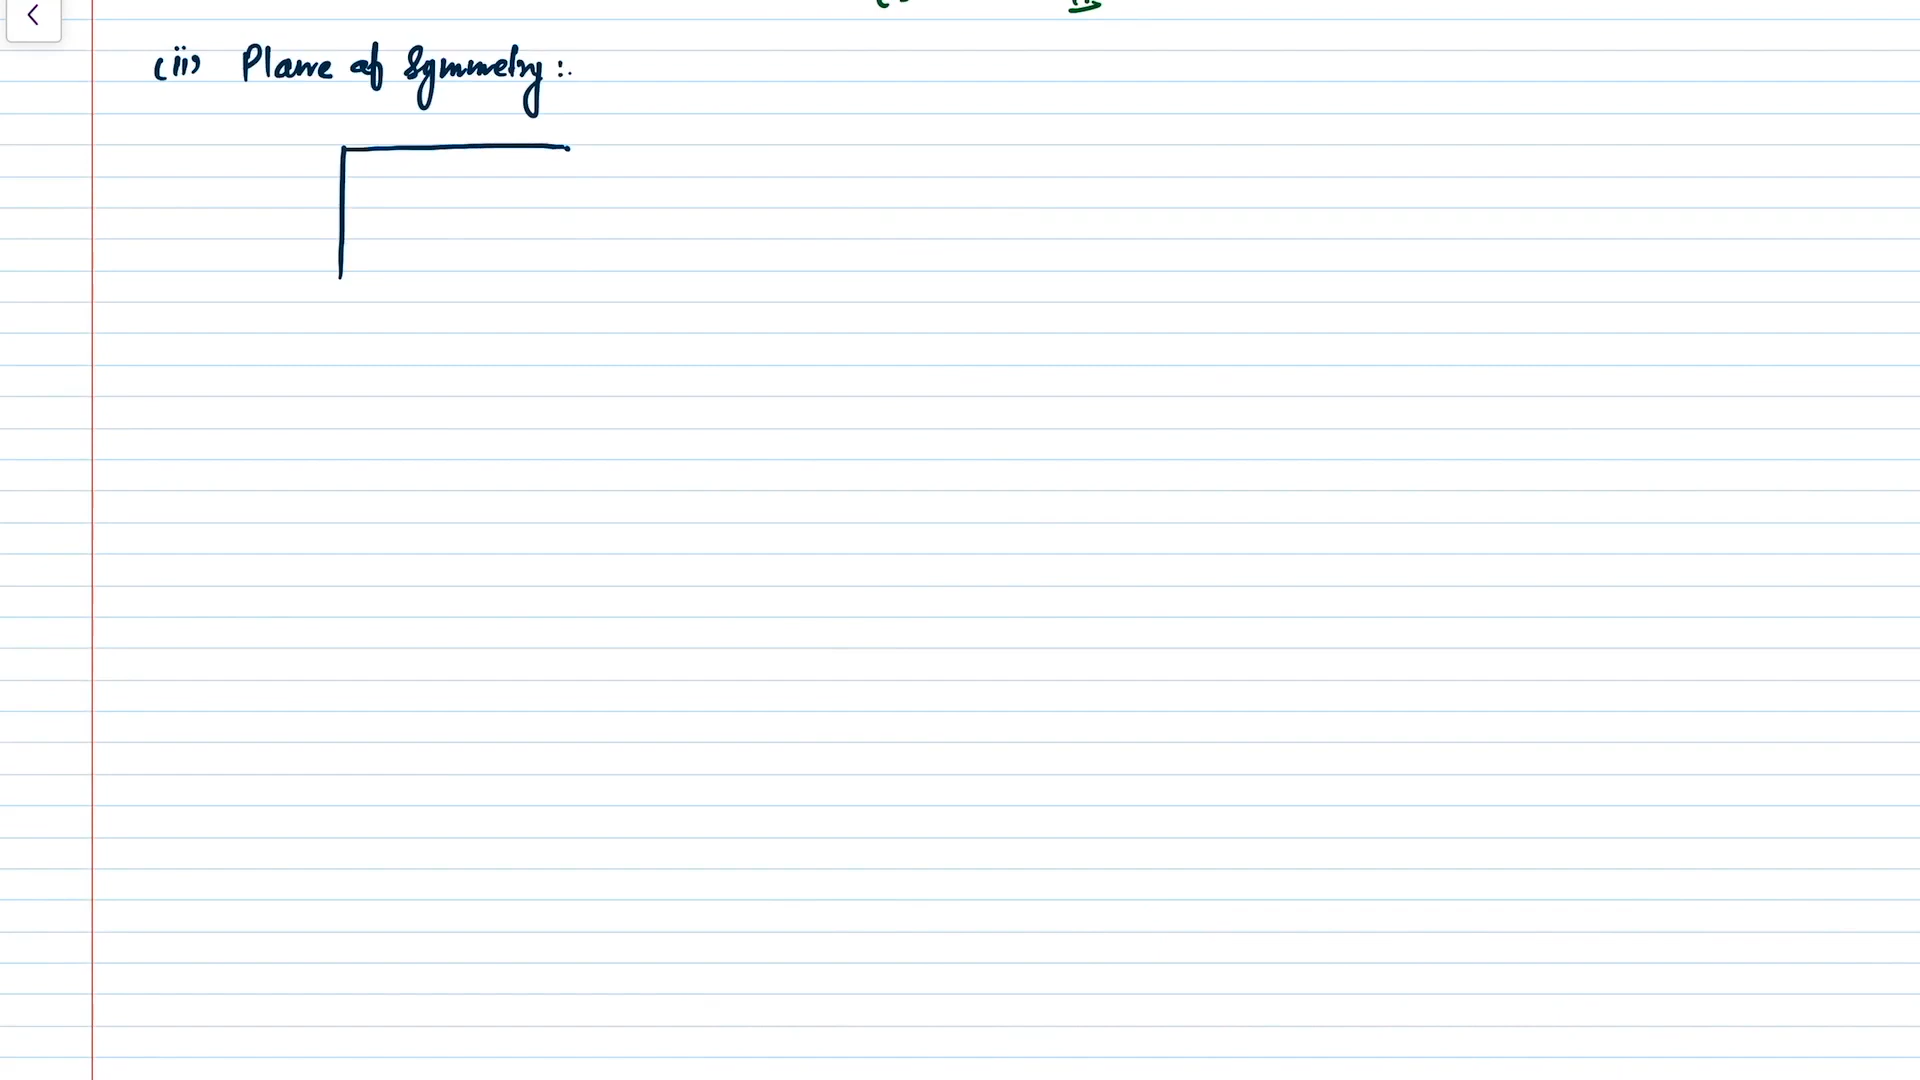 (ii) Plane of Symmetry :.